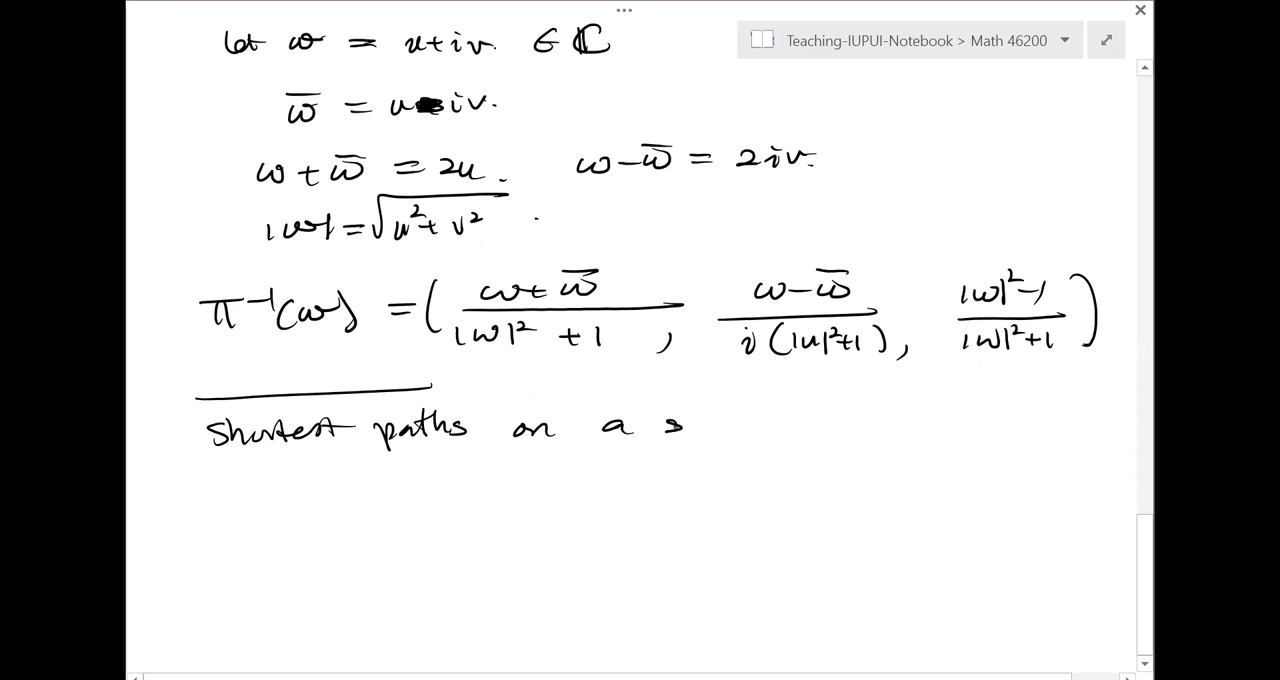 let ω = u+iv. ∈ ℂ
Teaching-IUPUI-Notebook > Math 46200
ω̄ = u-iv.
ω + ω̄ = 2u. ω-ω̄ = 2iv.
|ω| = √(u²+v²).
π⁻¹(ω) = ( (ω+ω̄)/(|ω|²+1), (ω-ω̄)/(i(|u|²+1)), (|ω|²-1)/(|ω|²+1) )
Shortest paths on a s